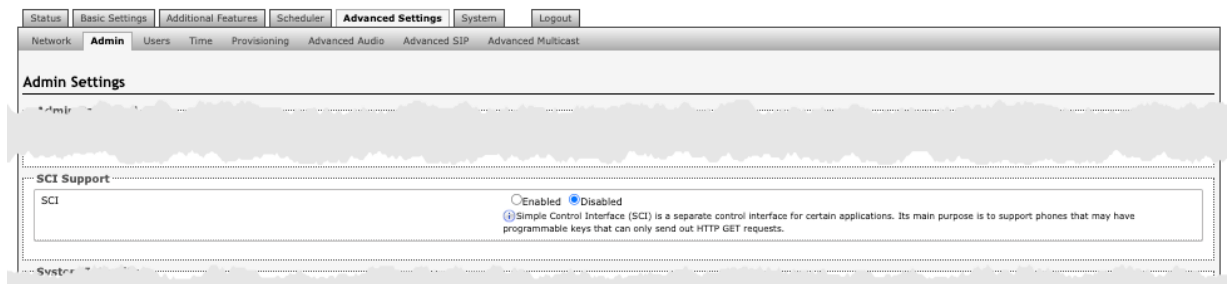 Status Basic Settings Additional Features Scheduler Advanced Settings System Logout
Network Admin Users Time Provisioning Advanced Audio Advanced SIP Advanced Multicast
Admin Settings
SCI Support
SCI
Enabled Disabled
Simple Control Interface (SCI) is a separate control interface for certain applications. Its main purpose is to support phones that may have
programmable keys that can only send out HTTP GET requests.